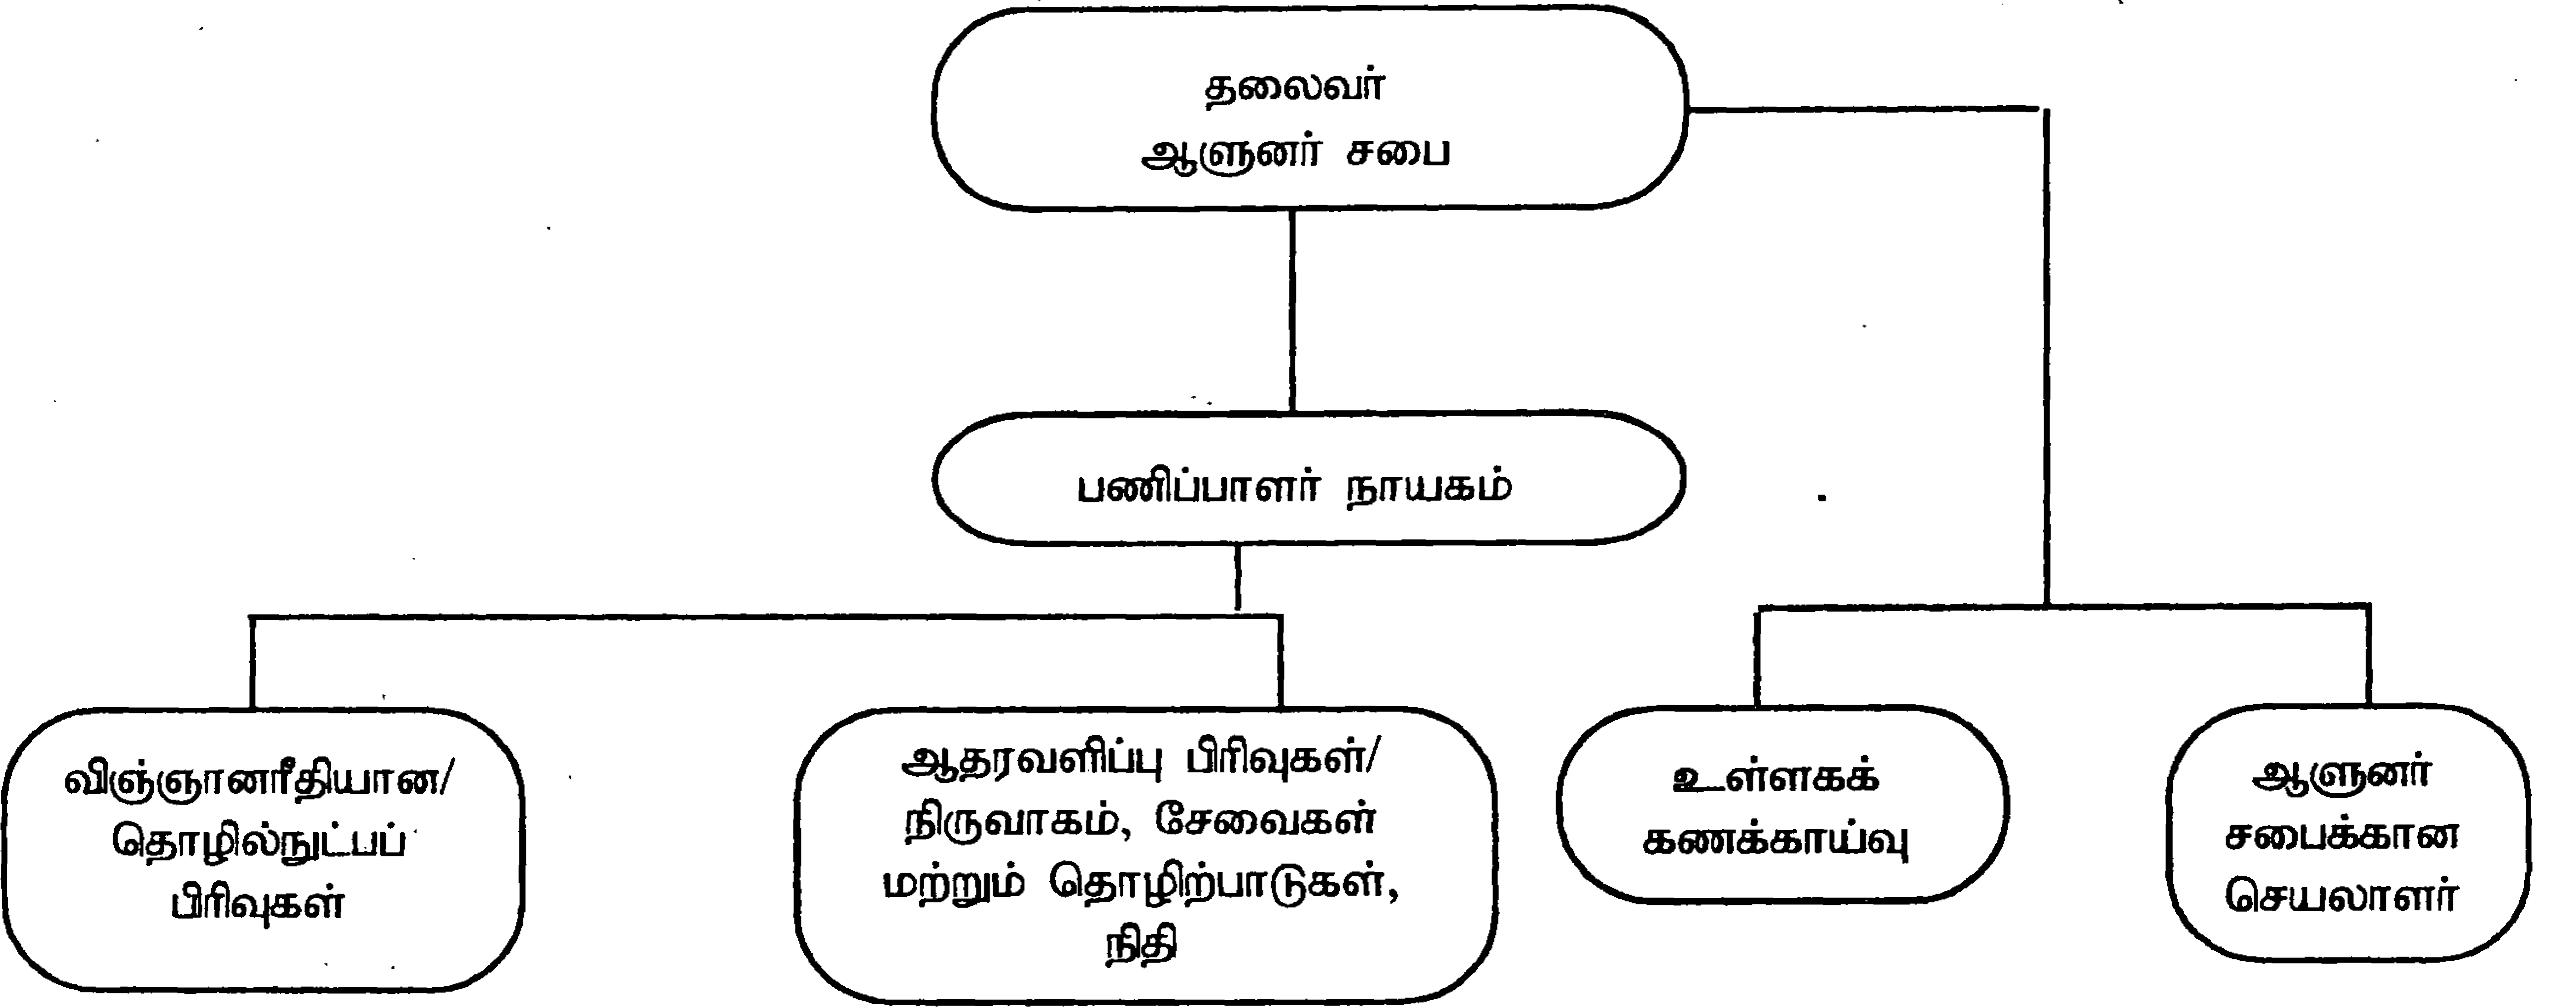 தலைவர்
ஆளுனர் சபை
பணிப்பாளர் நாயகம்
விஞ்ஞானரீதியான/
தொழில்நுட்பப்
பிரிவுகள்
ஆதரவளிப்பு பிரிவுகள்/
நிருவாகம், சேவைகள்
மற்றும் தொழிற்பாடுகள்,
நிதி
உள்ளகக்
கணக்காய்வு
ஆளுனர்
சபைக்கான
செயலாளர்